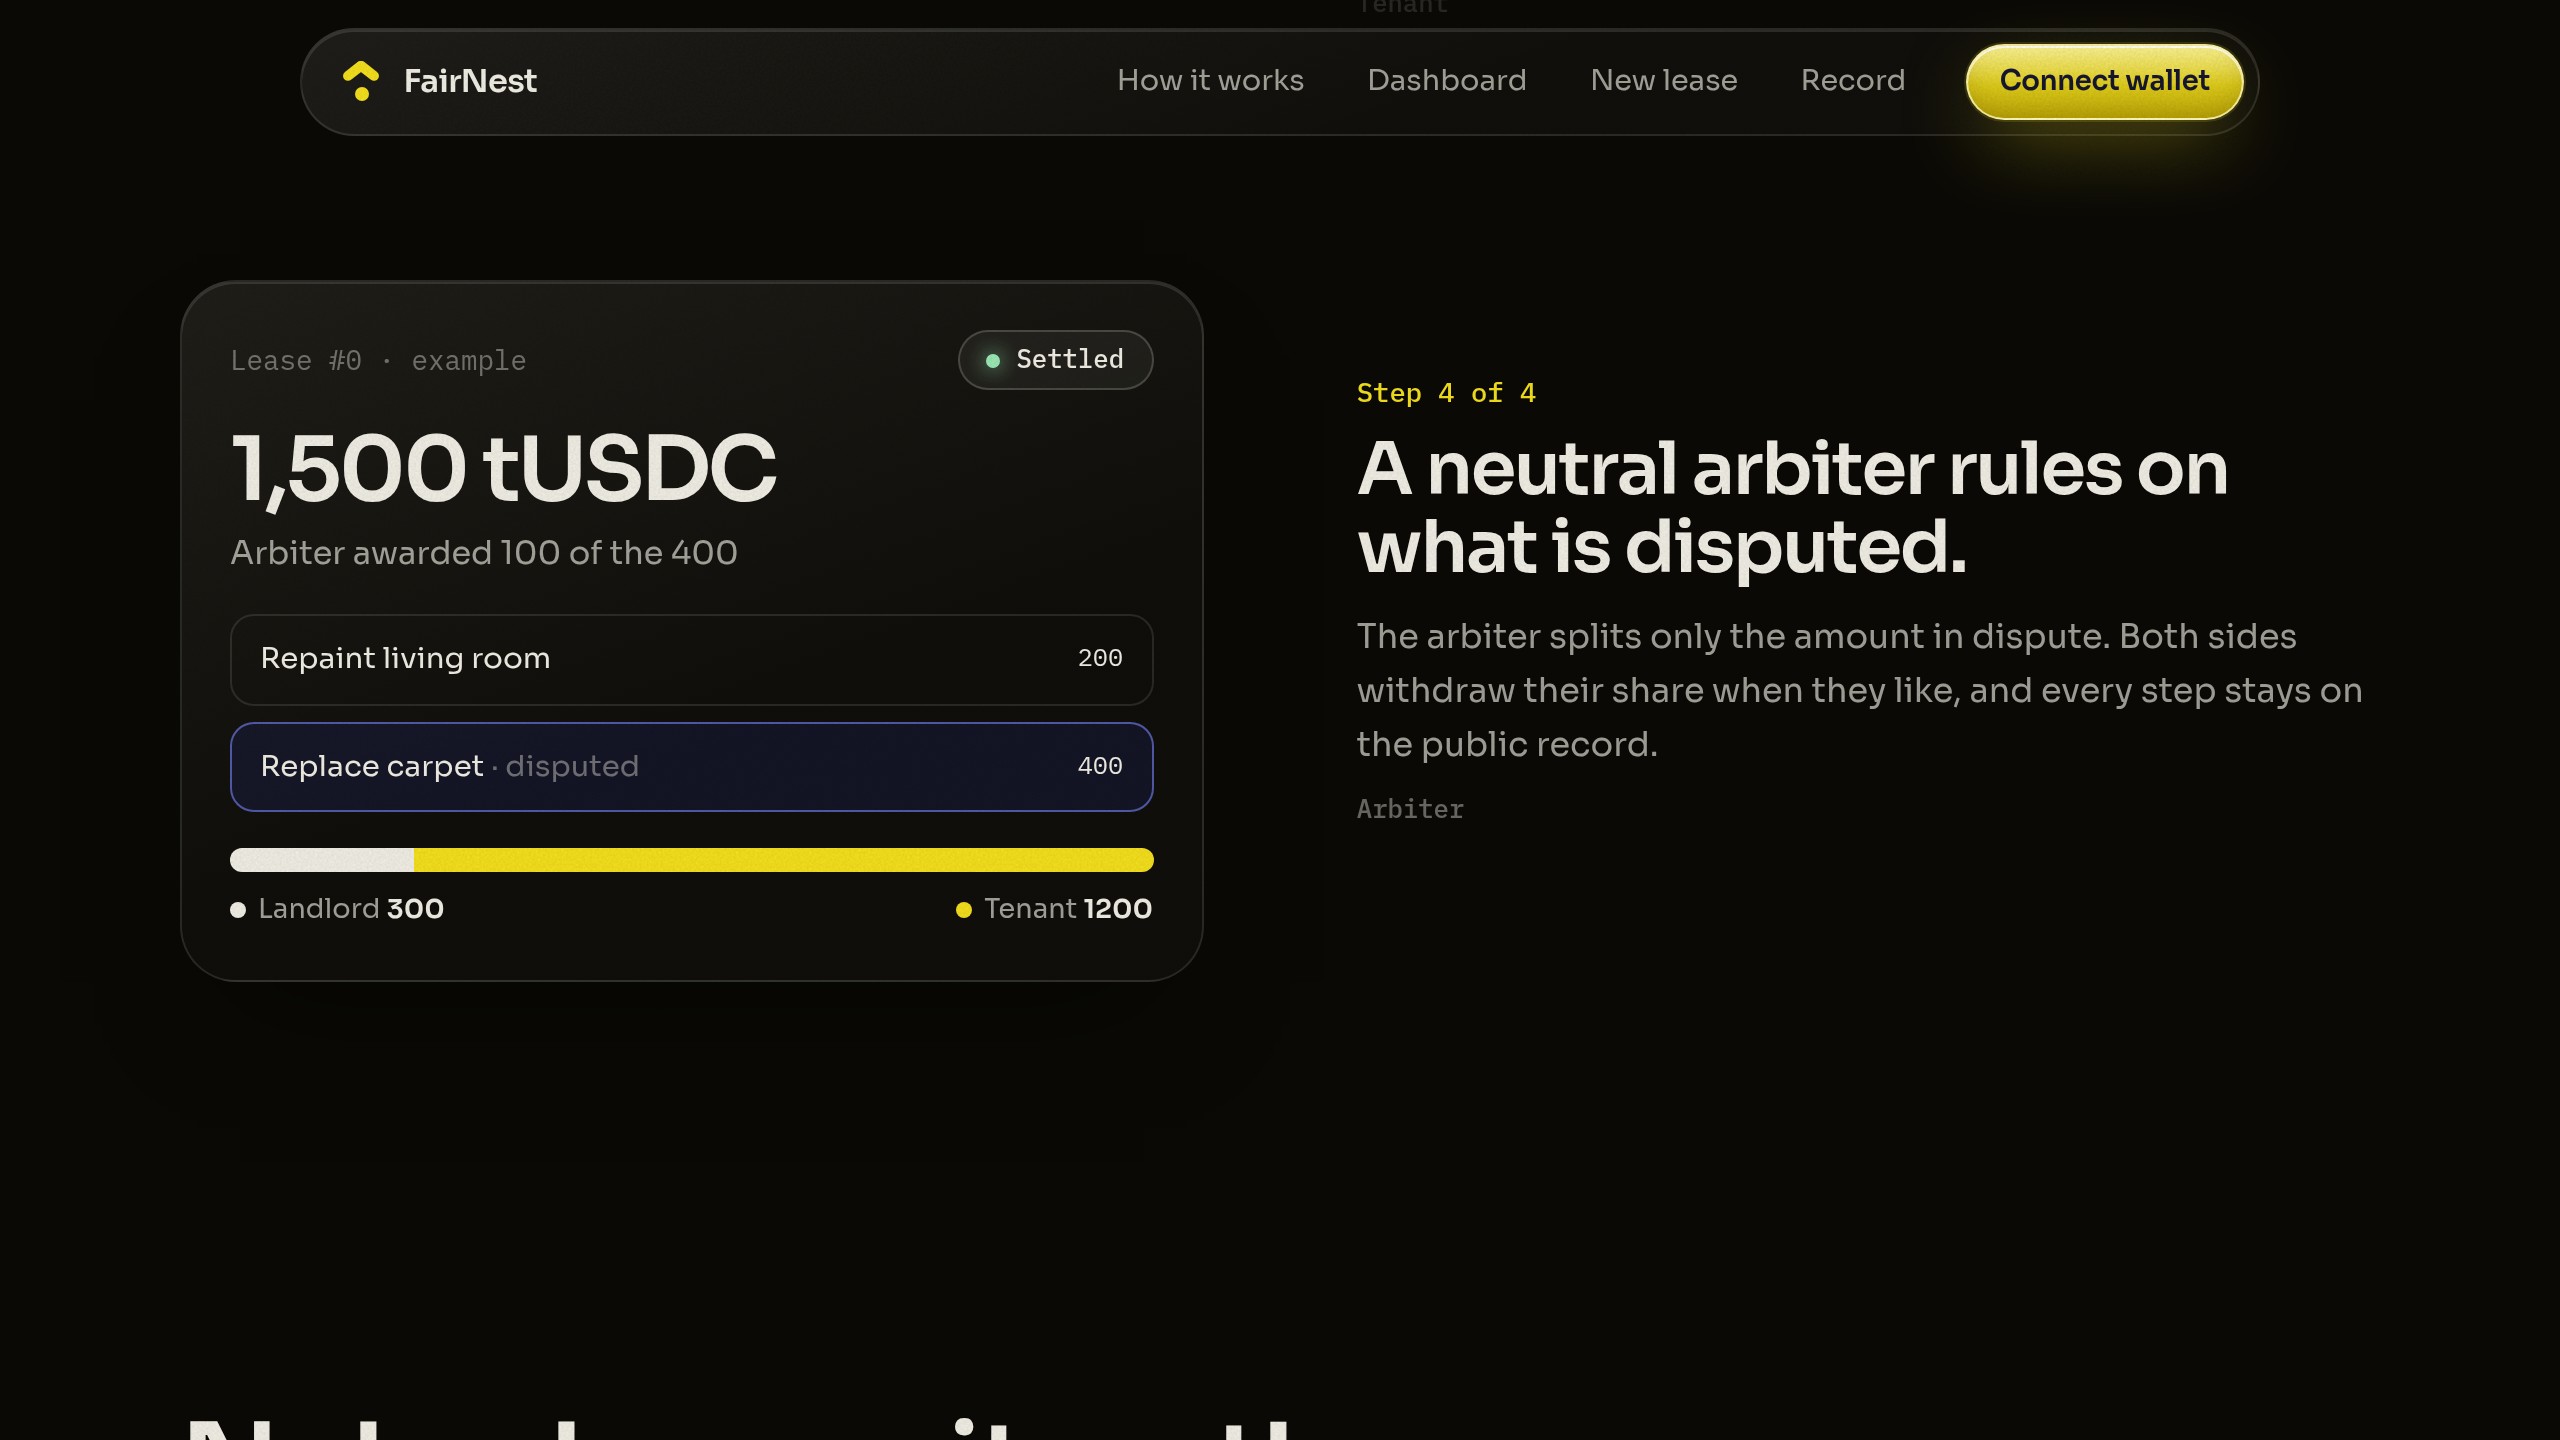 Tenant
FairNest
How it works
Dashboard
New lease
Record
Connect wallet
Lease #0 · example
Settled
1,500 tUSDC
Arbiter awarded 100 of the 400
Repaint living room
200
Replace carpet · disputed
400
Landlord 300
Tenant 1200
Step 4 of 4
A neutral arbiter rules on
what is disputed.
The arbiter splits only the amount in dispute. Both sides
withdraw their share when they like, and every step stays on
the public record.
Arbiter